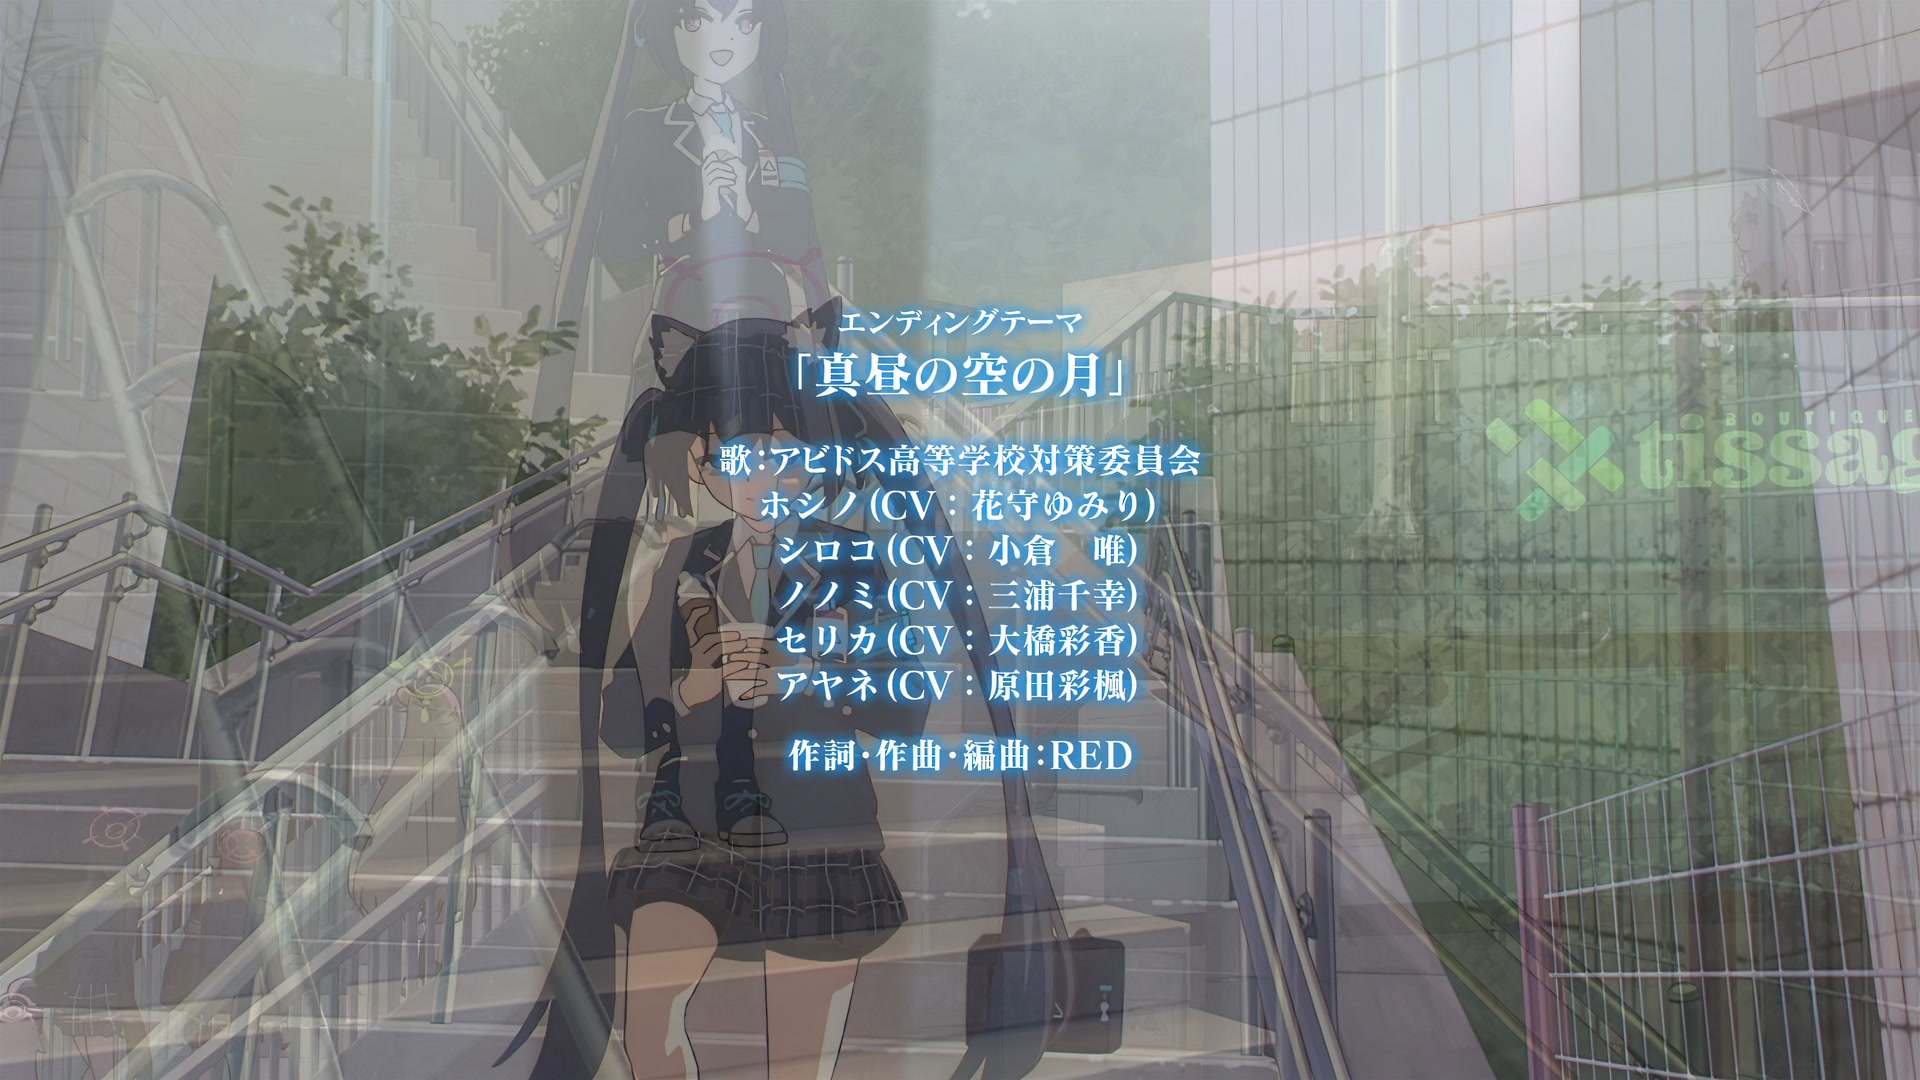 エンディングテーマ
「真昼の空の月」
歌:アビドス高等学校対策委員会
ホシノ(CV:花守ゆみり)
シロコ(CV:小倉　唯)
ノノミ(CV:三浦千幸)
セリカ(CV:大橋彩香)
アヤネ(CV:原田彩楓)
作詞・作曲・編曲:RED
BOUTIQUE
tissag